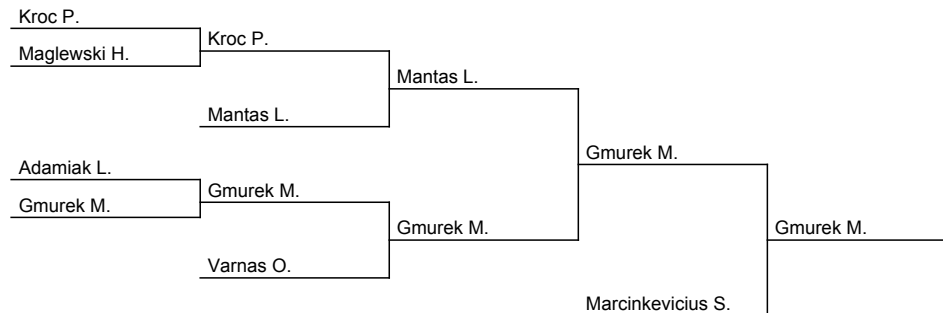 Kroc P.
Maglewski H.
Kroc P.
Mantas L.
Mantas L.
Adamiak L.
Gmurek M.
Gmurek M.
Varnas O.
Gmurek M.
Gmurek M.
Marcinkevicius S.
Gmurek M.